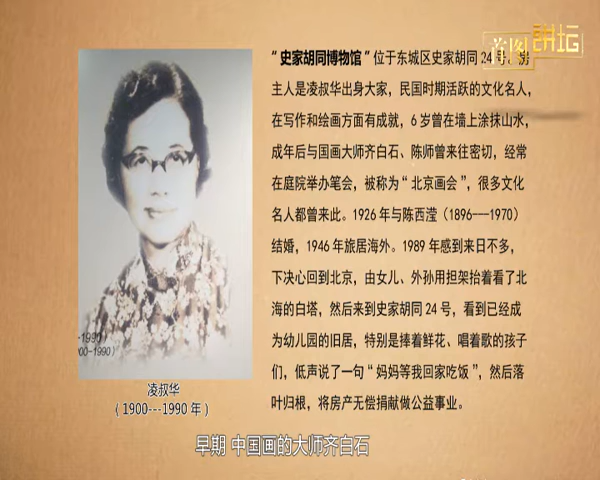 首图讲坛
"史家胡同博物馆"位于东城区史家胡同24号。房
主人是凌叔华出身大家，民国时期活跃的文化名人，
在写作和绘画方面有成就，6岁曾在墙上涂抹山水，
成年后与国画大师齐白石、陈师曾来往密切，经常
在庭院举办笔会，被称为"北京画会"，很多文化
名人都曾来此。1926年与陈西滢（1896---1970）
结婚，1946年旅居海外。1989年感到来日不多，
下决心回到北京，由女儿、外孙用担架抬着看了北
海的白塔，然后来到史家胡同24号，看到已经成
为幼儿园的旧居，特别是捧着鲜花、唱着歌的孩子
们，低声说了一句"妈妈等我回家吃饭"，然后落
叶归根，将房产无偿捐献做公益事业。
-1990）
00-1990）
凌叔华
（1900---1990年）
早期 中国画的大师齐白石